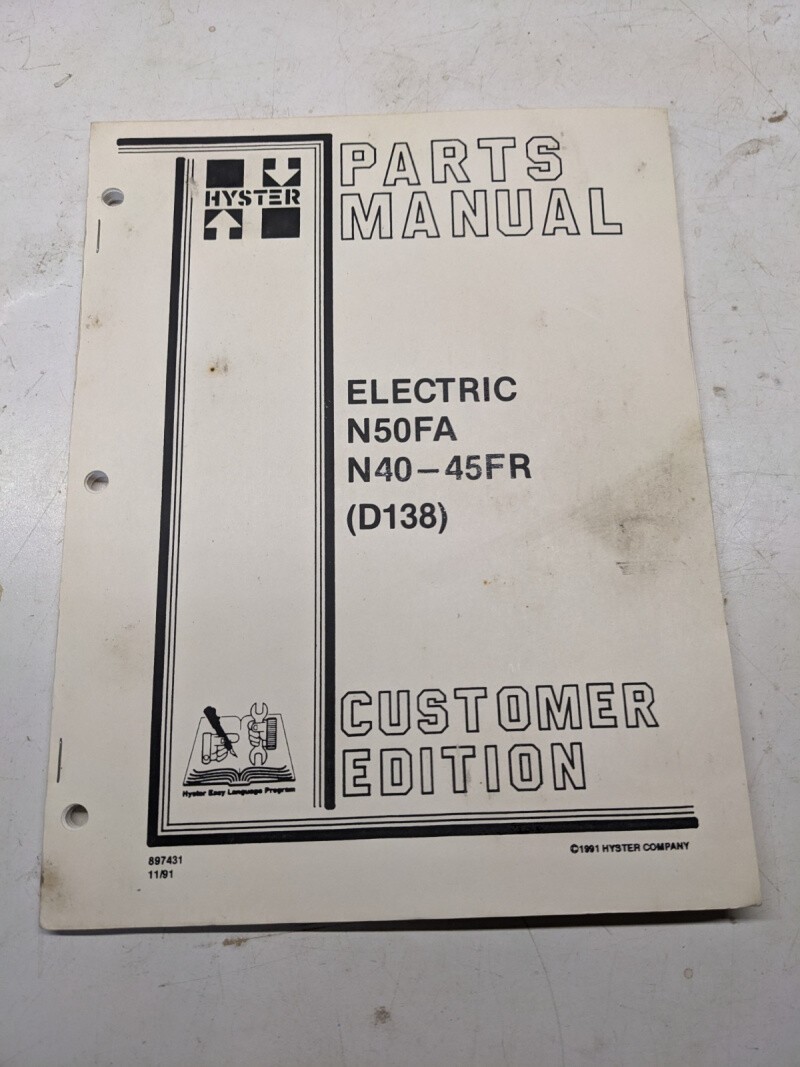 HYSTER
PARTS
MANUAL
ELECTRIC
N50FA
N40-45FR
(D138)
CUSTOMER
EDITION
Hyster Easy Language Program
897431
11/91
©1991 HYSTER COMPANY